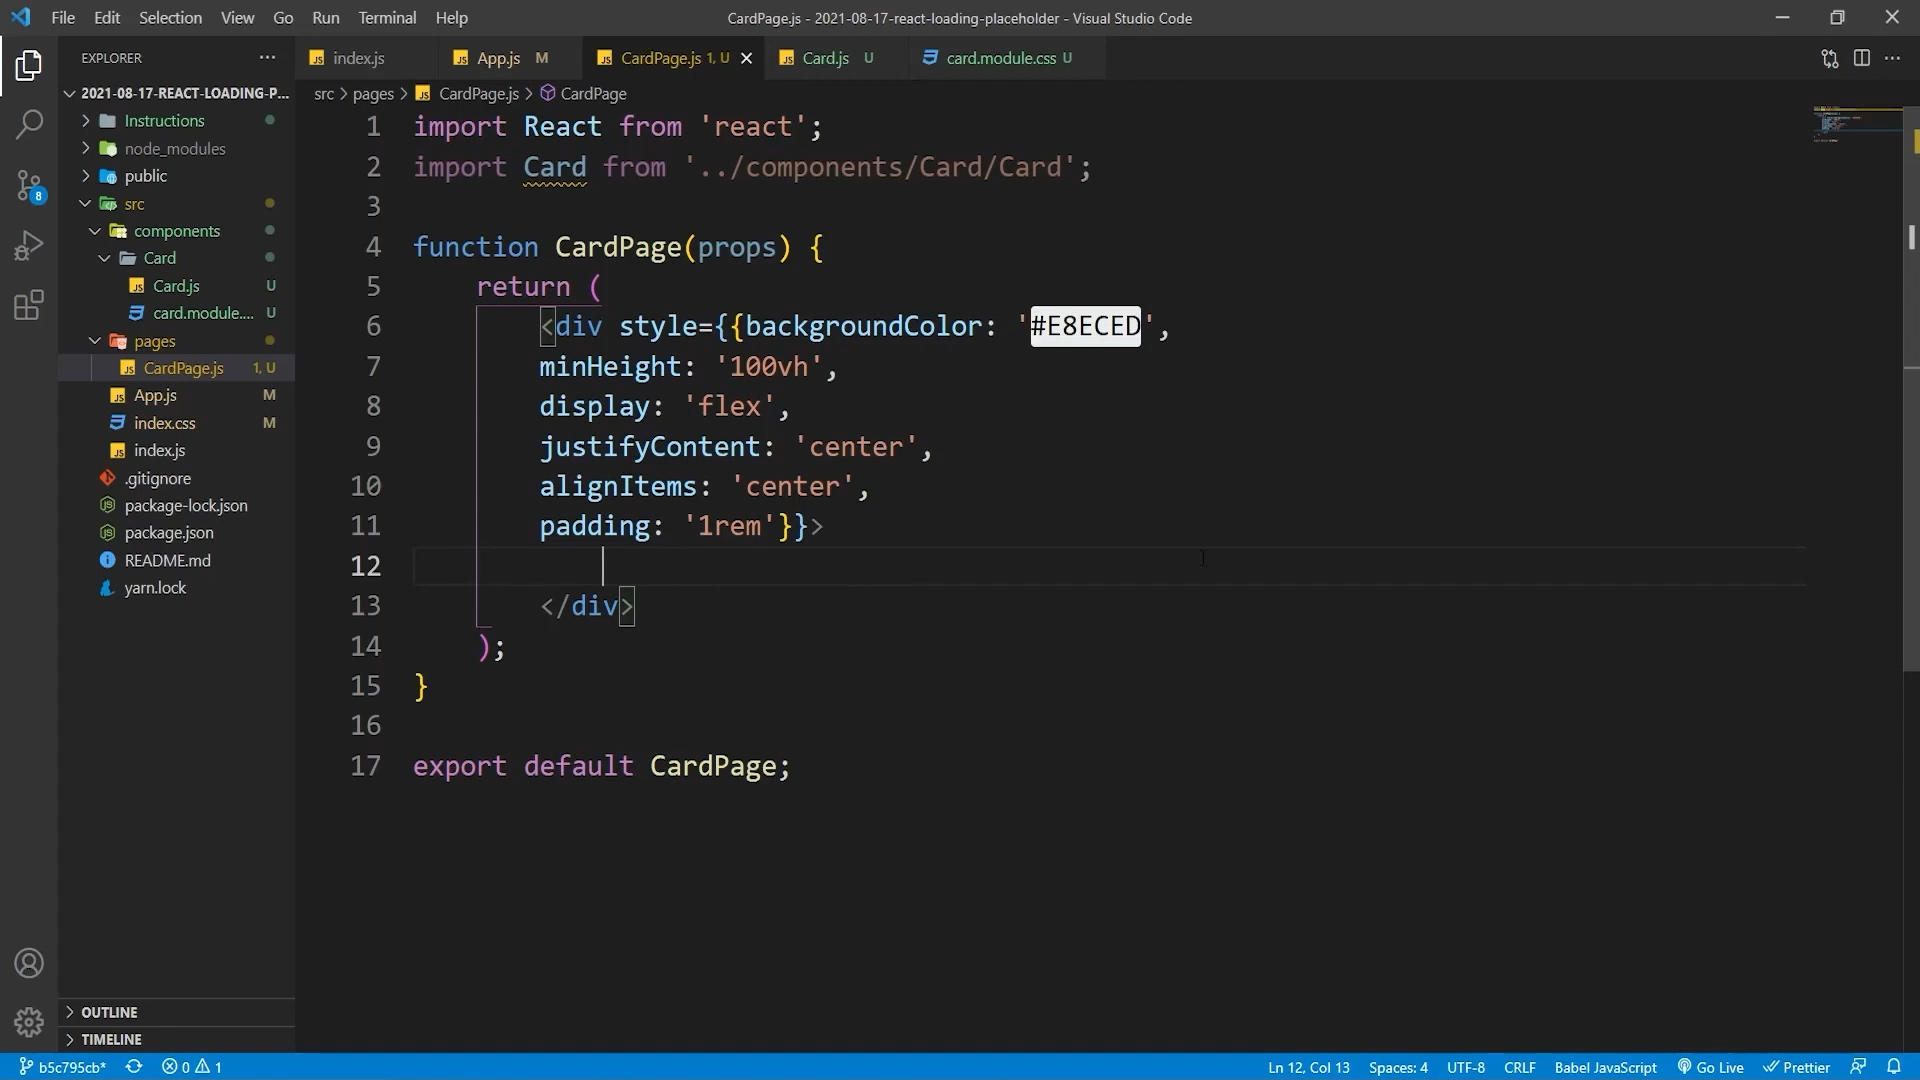 File Edit Selection View Go Run Terminal Help
CardPage.js - 2021-08-17-react-loading-placeholder - Visual Studio Code
EXPLORER ...
2021-08-17-REACT-LOADING-P...
Instructions
node_modules
public
src
components
Card
Card.js U
card.module.... U
pages
CardPage.js 1, U
App.js M
index.css M
index.js
.gitignore
package-lock.json
package.json
README.md
yarn.lock
OUTLINE
TIMELINE
8
index.js App.js M CardPage.js 1, U Card.js U card.module.css U
src > pages > CardPage.js > CardPage
1 import React from 'react';
2 import Card from '../components/Card/Card';
3
4 function CardPage(props) {
5 return (
6 <div style={{backgroundColor: '#E8ECED',
7 minHeight: '100vh',
8 display: 'flex',
9 justifyContent: 'center',
10 alignItems: 'center',
11 padding: '1rem'}}>
12
13 </div>
14 );
15 }
16
17 export default CardPage;
b5c795cb* 0 1 Ln 12, Col 13 Spaces: 4 UTF-8 CRLF Babel JavaScript Go Live Prettier